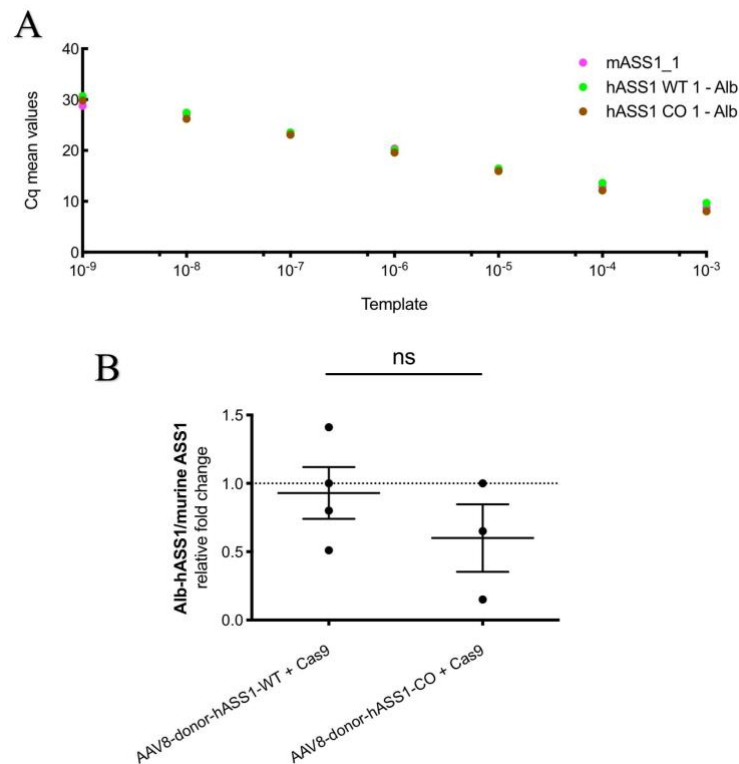 A
40
30
20
10
0
Cq mean values
10-9
10-8
10-7
10-6
10-5
10-4
10-3
Template
mASS1_1
hASS1 WT 1 - Alb
hASS1 CO 1 - Alb
B
ns
1.5
1.0
0.5
0.0
Alb-hASS1/murine ASS1
relative fold change
AAV8-donor-hASS1-WT + Cas9
AAV8-donor-hASS1-CO + Cas9